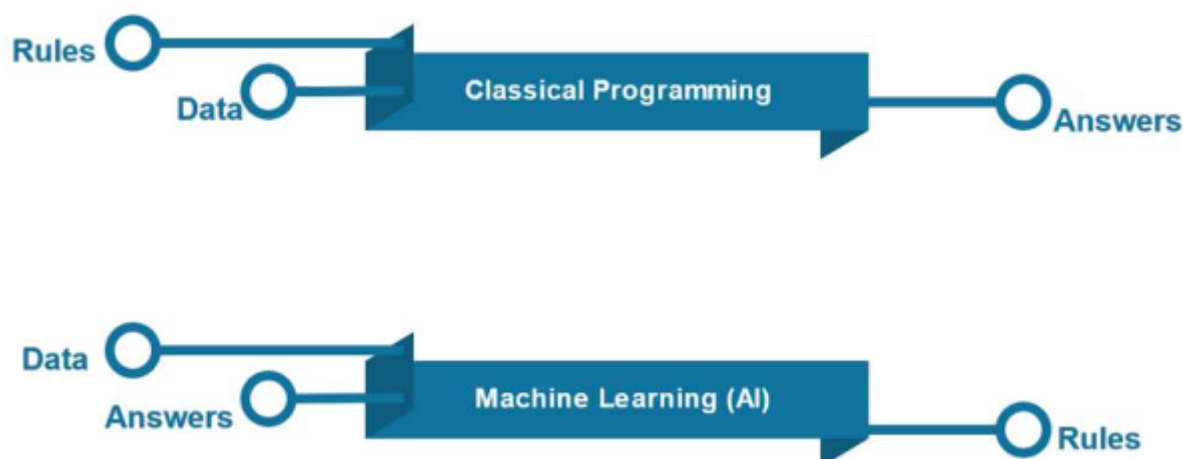 Rules
Data
Classical Programming
Answers
Data
Answers
Machine Learning (AI)
Rules